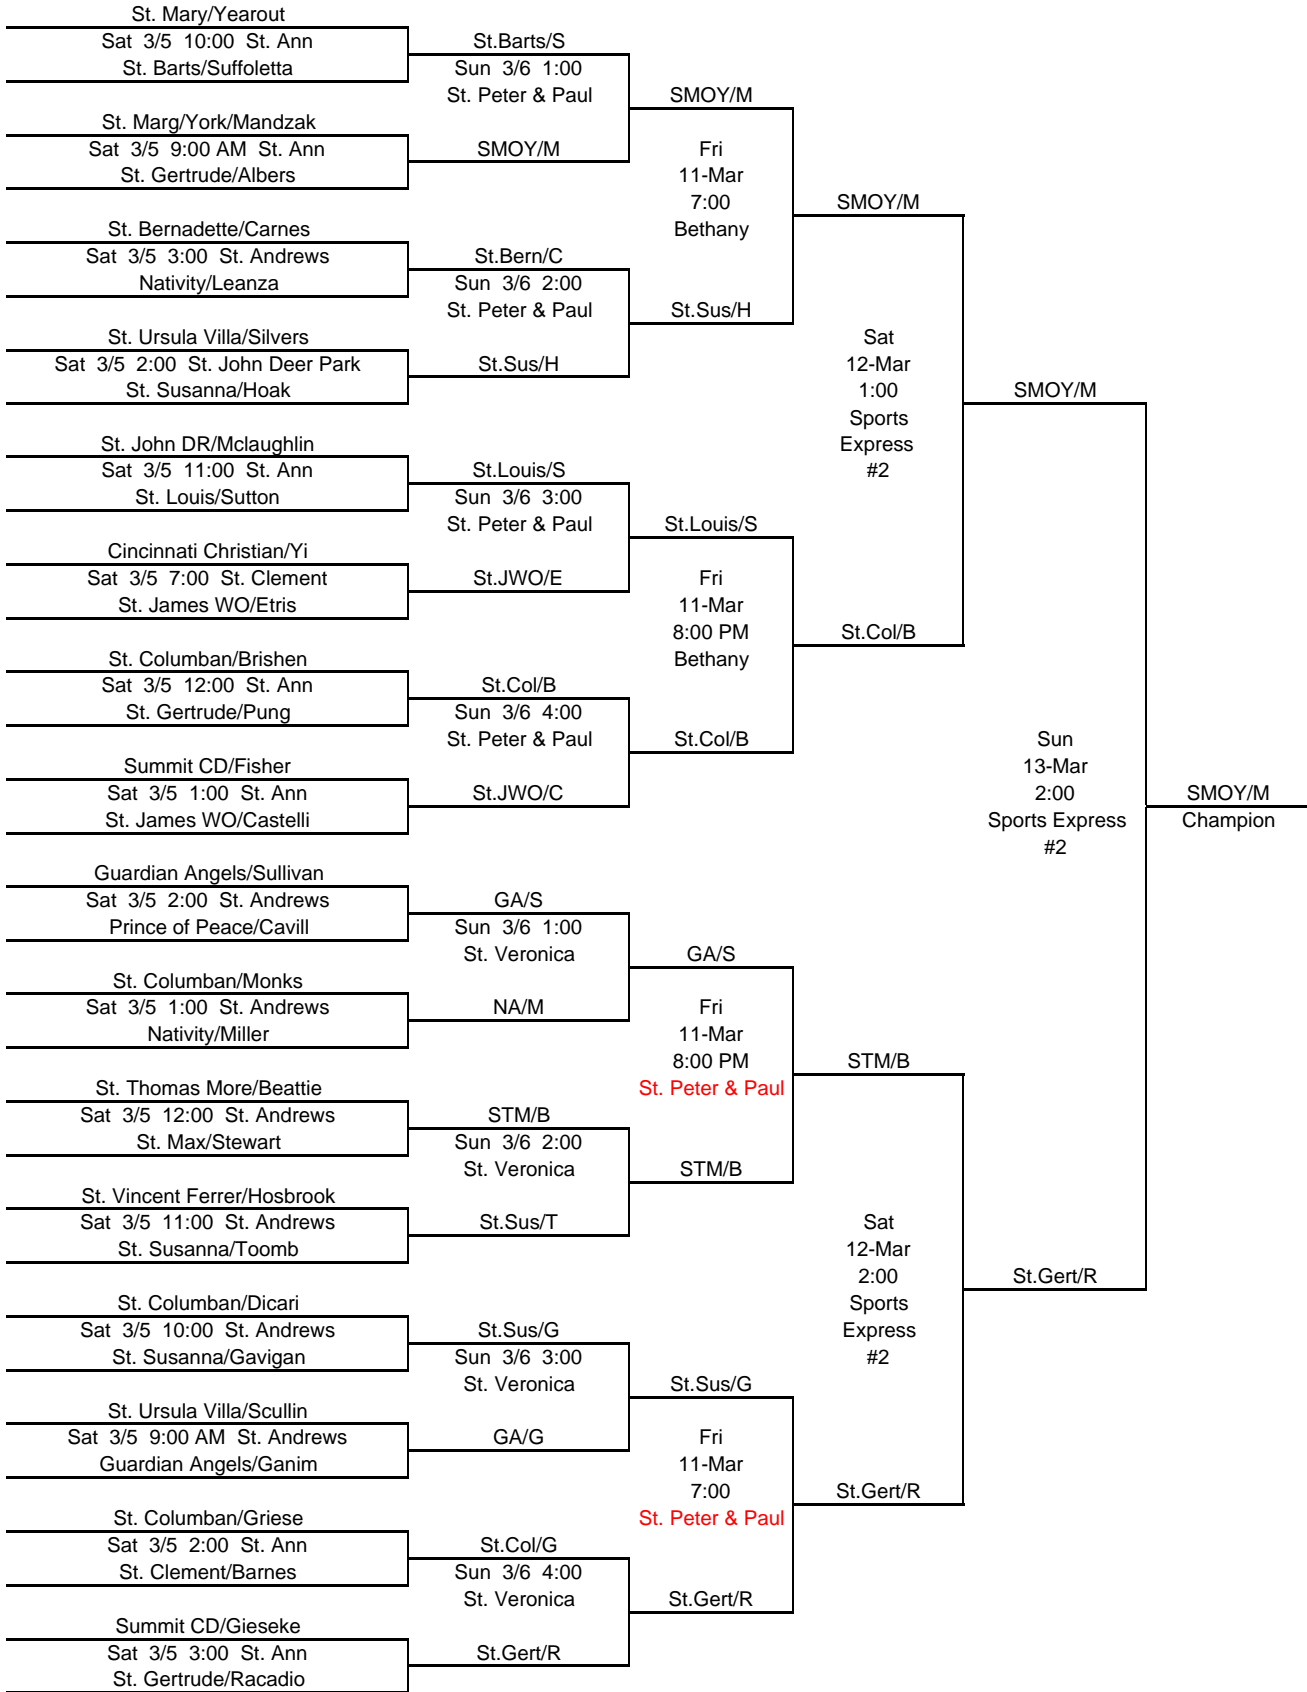 St. Mary/Yearout
Sat 3/5 10:00 St. Ann
St. Barts/Suffoletta
St. Marg/York/Mandzak
Sat 3/5 9:00 AM St. Ann
St. Gertrude/Albers
St. Bernadette/Carnes
Sat 3/5 3:00 St. Andrews
Nativity/Leanza
St. Ursula Villa/Silvers
Sat 3/5 2:00 St. John Deer Park
St. Susanna/Hoak
St. John DR/Mclaughlin
Sat 3/5 11:00 St. Ann
St. Louis/Sutton
Cincinnati Christian/Yi
Sat 3/5 7:00 St. Clement
St. James WO/Etris
St. Columban/Brishen
Sat 3/5 12:00 St. Ann
St. Gertrude/Pung
Summit CD/Fisher
Sat 3/5 1:00 St. Ann
St. James WO/Castelli
Guardian Angels/Sullivan
Sat 3/5 2:00 St. Andrews
Prince of Peace/Cavill
St. Columban/Monks
Sat 3/5 1:00 St. Andrews
Nativity/Miller
St. Thomas More/Beattie
Sat 3/5 12:00 St. Andrews
St. Max/Stewart
St. Vincent Ferrer/Hosbrook
Sat 3/5 11:00 St. Andrews
St. Susanna/Toomb
St. Columban/Dicari
Sat 3/5 10:00 St. Andrews
St. Susanna/Gavigan
St. Ursula Villa/Scullin
Sat 3/5 9:00 AM St. Andrews
Guardian Angels/Ganim
St. Columban/Griese
Sat 3/5 2:00 St. Ann
St. Clement/Barnes
Summit CD/Gieseke
Sat 3/5 3:00 St. Ann
St. Gertrude/Racadio
St.Barts/S
Sun 3/6 1:00
St. Peter & Paul
SMOY/M
St.Bern/C
Sun 3/6 2:00
St. Peter & Paul
St.Sus/H
St.Louis/S
Sun 3/6 3:00
St. Peter & Paul
St.JWO/E
St.Col/B
Sun 3/6 4:00
St. Peter & Paul
St.JWO/C
GA/S
Sun 3/6 1:00
St. Veronica
NA/M
STM/B
Sun 3/6 2:00
St. Veronica
St.Sus/T
St.Sus/G
Sun 3/6 3:00
St. Veronica
GA/G
St.Col/G
Sun 3/6 4:00
St. Veronica
St.Gert/R
SMOY/M
Fri
11-Mar
7:00
Bethany
St.Sus/H
St.Louis/S
Fri
11-Mar
8:00 PM
Bethany
St.Col/B
GA/S
Fri
11-Mar
8:00 PM
St. Peter & Paul
STM/B
St.Sus/G
Fri
11-Mar
7:00
St. Peter & Paul
St.Gert/R
SMOY/M
Sat
12-Mar
1:00
Sports
Express
#2
St.Col/B
STM/B
Sat
12-Mar
2:00
Sports
Express
#2
St.Gert/R
SMOY/M
Sun
13-Mar
2:00
Sports Express
#2
St.Gert/R
SMOY/M
Champion